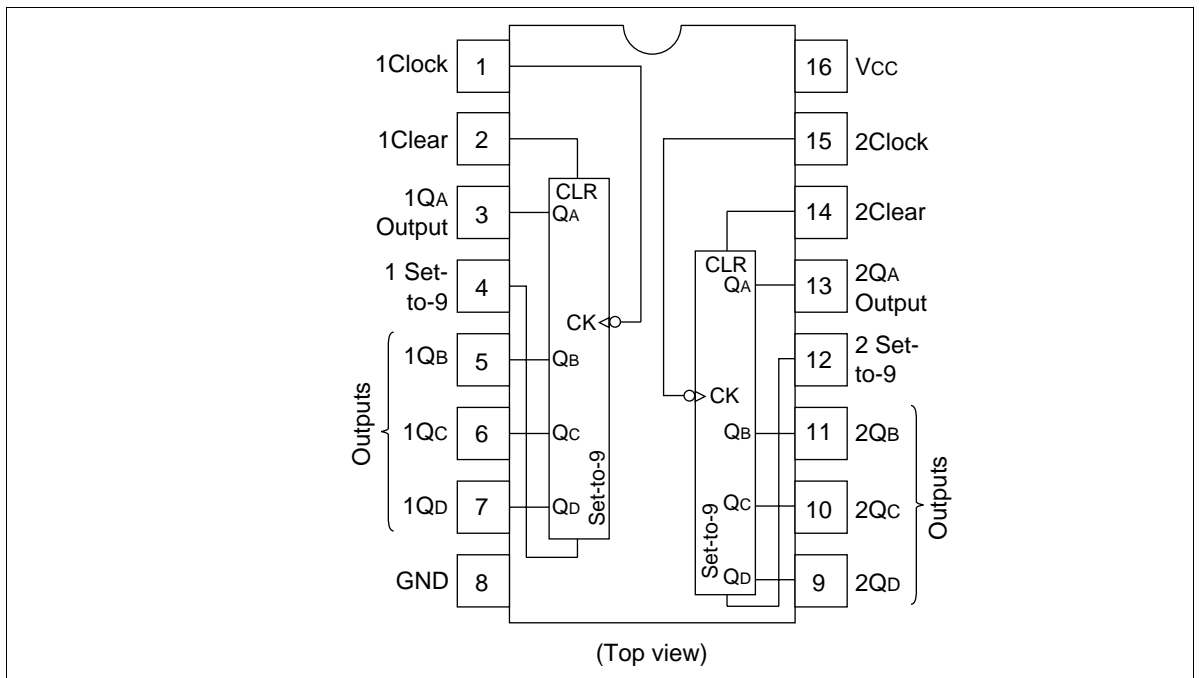 1Clock 1
1Clear 2
1QA
Output 3
1 Set-
to-9 4
1QB 5
1QC 6
1QD 7
Outputs
GND 8
CLR
QA
CK
QB
QC
QD
Set-to-9
CLR
QA
CK
QB
QC
QD
Set-to-9
16 VCC
15 2Clock
14 2Clear
13 2QA
Output
12 2 Set-
to-9
11 2QB
10 2QC
9 2QD
Outputs
(Top view)